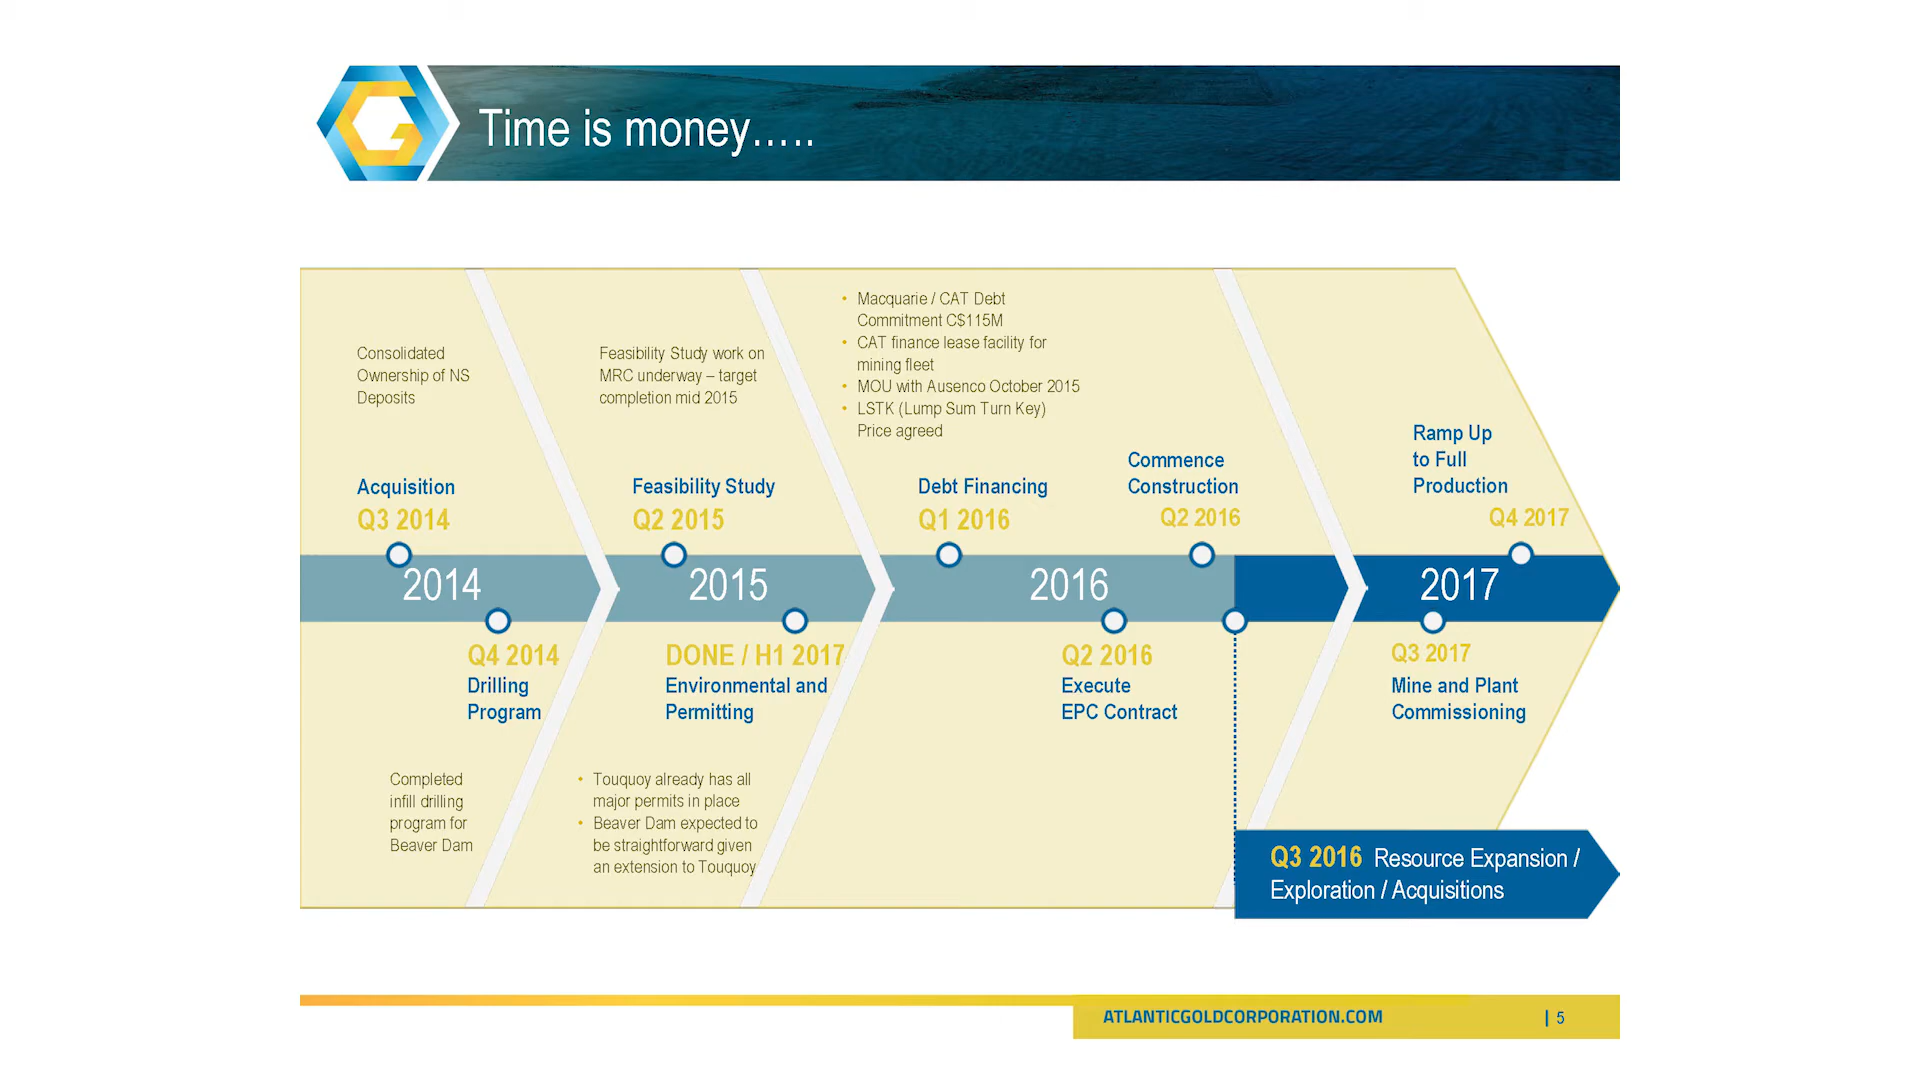 Time is money…..
Consolidated
Ownership of NS
Deposits
Acquisition
Q3 2014
Feasibility Study work on
MRC underway – target
completion mid 2015
Feasibility Study
Q2 2015
• Macquarie / CAT Debt
Commitment C$115M
• CAT finance lease facility for
mining fleet
• MOU with Ausenco October 2015
• LSTK (Lump Sum Turn Key)
Price agreed
Debt Financing
Q1 2016
Commence
Construction
Q2 2016
Ramp Up
to Full
Production
Q4 2017
2014
2015
2016
2017
Q4 2014
Drilling
Program
Completed
infill drilling
program for
Beaver Dam
DONE / H1 2017
Environmental and
Permitting
• Touquoy already has all
major permits in place
• Beaver Dam expected to
be straightforward given
an extension to Touquoy
Q2 2016
Execute
EPC Contract
Q3 2017
Mine and Plant
Commissioning
Q3 2016 Resource Expansion /
Exploration / Acquisitions
ATLANTICGOLDCORPORATION.COM
| 5